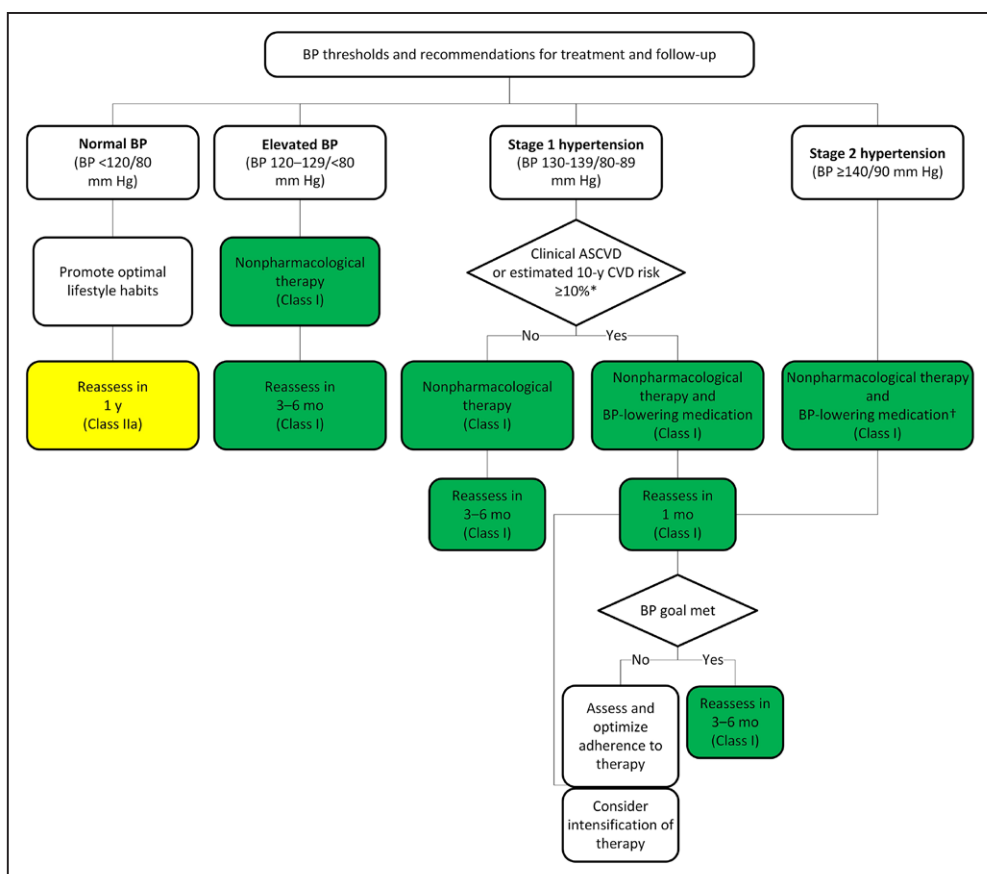 BP thresholds and recommendations for treatment and follow-up
Normal BP
(BP <120/80
mm Hg)
Elevated BP
(BP 120–129/<80
mm Hg)
Stage 1 hypertension
(BP 130-139/80-89
mm Hg)
Stage 2 hypertension
(BP ≥140/90 mm Hg)
Promote optimal
lifestyle habits
Nonpharmacological
therapy
(Class I)
Clinical ASCVD
or estimated 10-y CVD risk
≥10%*
No
Yes
Reassess in
1 y
(Class IIa)
Reassess in
3–6 mo
(Class I)
Nonpharmacological
therapy
(Class I)
Nonpharmacological
therapy and
BP-lowering medication
(Class I)
Nonpharmacological therapy
and
BP-lowering medication†
(Class I)
Reassess in
3–6 mo
(Class I)
Reassess in
1 mo
(Class I)
BP goal met
No
Yes
Assess and
optimize
adherence to
therapy
Reassess in
3–6 mo
(Class I)
Consider
intensification of
therapy